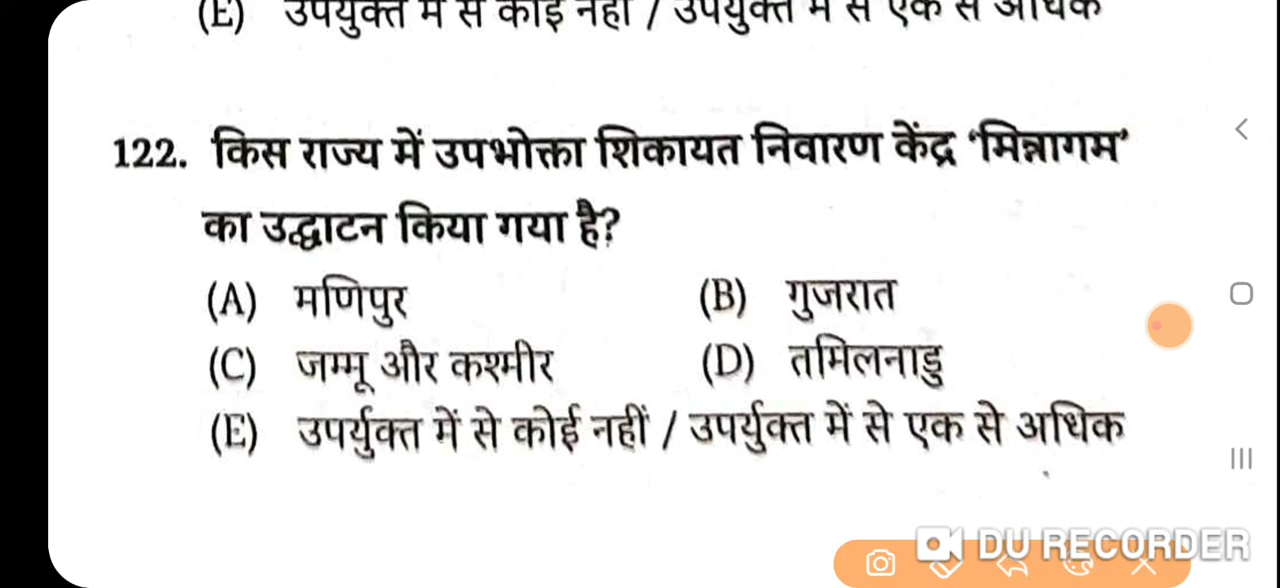 (E) उपर्युक्त में से कोई नहीं / उपर्युक्त में से एक से अधिक
122. किस राज्य में उपभोक्ता शिकायत निवारण केंद्र ‘मिन्नागम’
का उद्घाटन किया गया है?
(A) मणिपुर (B) गुजरात
(C) जम्मू और कश्मीर (D) तमिलनाडु
(E) उपर्युक्त में से कोई नहीं / उपर्युक्त में से एक से अधिक
DU RECORDER